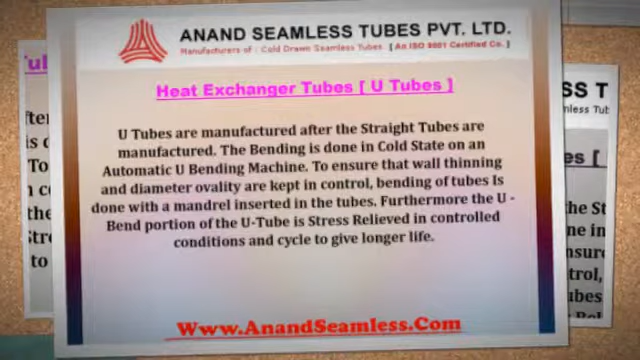 ANAND SEAMLESS TUBES PVT. LTD.
Manufacturers of : Cold Drawn Seamless Tubes [ An ISO 9001 Certified Co. ]
Heat Exchanger Tubes [ U Tubes ]
U Tubes are manufactured after the Straight Tubes are
manufactured. The Bending is done in Cold State on an
Automatic U Bending Machine. To ensure that wall thinning
and diameter ovality are kept in control, bending of tubes Is
done with a mandrel inserted in the tubes. Furthermore the U -
Bend portion of the U-Tube is Stress Relieved in controlled
conditions and cycle to give longer life.
Www.AnandSeamless.Com